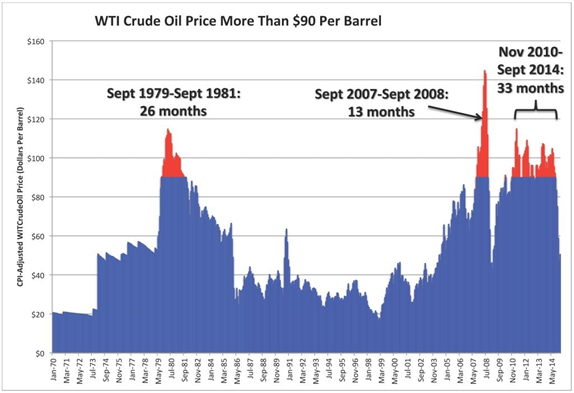 WTI Crude Oil Price More Than $90 Per Barrel
$160
$140
$120
$100
$80
$60
$40
$20
$0
CPI-Adjusted WITCrudeOil Price (Dollars Per Barrel)
Sept 1979-Sept 1981:
26 months
Sept 2007-Sept 2008:
13 months
Nov 2010-
Sept 2014:
33 months
Jan-70
Mar-71
May-72
Jul-73
Sep-74
Nov-75
Jan-77
Mar-78
May-79
Jul-80
Sep-81
Nov-82
Jan-84
Mar-85
May-86
Jul-87
Sep-88
Nov-89
Jan-91
Mar-92
May-93
Jul-94
Sep-95
Nov-96
Jan-98
Mar-99
May-00
Jul-01
Sep-02
Nov-03
Jan-05
Mar-06
May-07
Jul-08
Sep-09
Nov-10
Jan-12
Mar-13
May-14